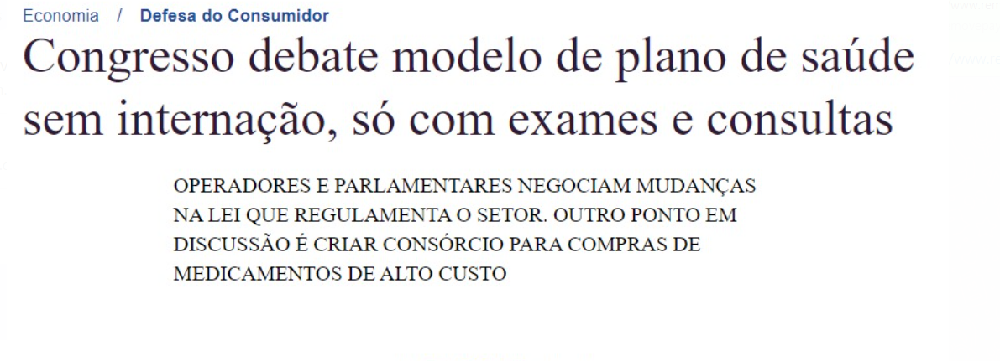 Economia / Defesa do Consumidor
Congresso debate modelo de plano de saúde
sem internação, só com exames e consultas
OPERADORES E PARLAMENTARES NEGOCIAM MUDANÇAS
NA LEI QUE REGULAMENTA O SETOR. OUTRO PONTO EM
DISCUSSÃO É CRIAR CONSÓRCIO PARA COMPRAS DE
MEDICAMENTOS DE ALTO CUSTO